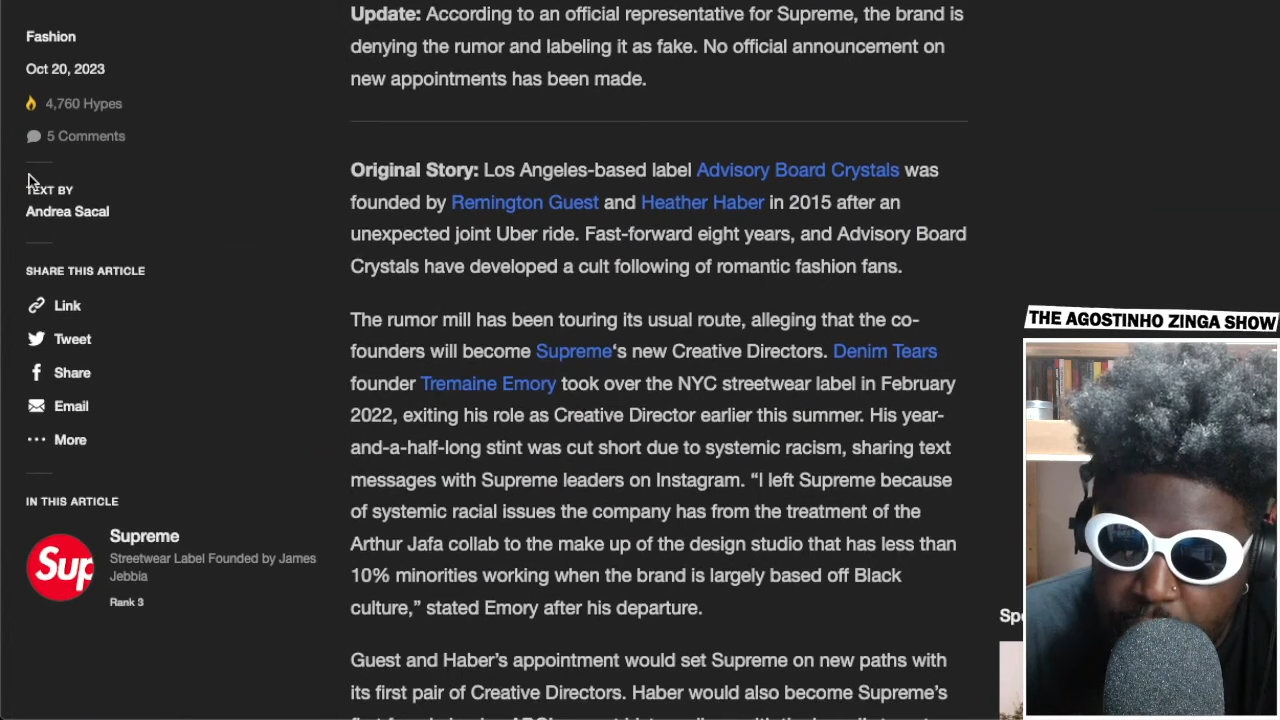 Fashion
Oct 20, 2023
4,760 Hypes
5 Comments
TEXT BY
Andrea Sacal
SHARE THIS ARTICLE
Link
Tweet
Share
Email
More
IN THIS ARTICLE
Sup
Supreme
Streetwear Label Founded by James
Jebbia
Rank 3
Update: According to an official representative for Supreme, the brand is
denying the rumor and labeling it as fake. No official announcement on
new appointments has been made.
Original Story: Los Angeles-based label Advisory Board Crystals was
founded by Remington Guest and Heather Haber in 2015 after an
unexpected joint Uber ride. Fast-forward eight years, and Advisory Board
Crystals have developed a cult following of romantic fashion fans.
The rumor mill has been touring its usual route, alleging that the co-
founders will become Supreme‘s new Creative Directors. Denim Tears
founder Tremaine Emory took over the NYC streetwear label in February
2022, exiting his role as Creative Director earlier this summer. His year-
and-a-half-long stint was cut short due to systemic racism, sharing text
messages with Supreme leaders on Instagram. “I left Supreme because
of systemic racial issues the company has from the treatment of the
Arthur Jafa collab to the make up of the design studio that has less than
10% minorities working when the brand is largely based off Black
culture,” stated Emory after his departure.
Guest and Haber’s appointment would set Supreme on new paths with
its first pair of Creative Directors. Haber would also become Supreme’s
THE AGOSTINHO ZINGA SHOW